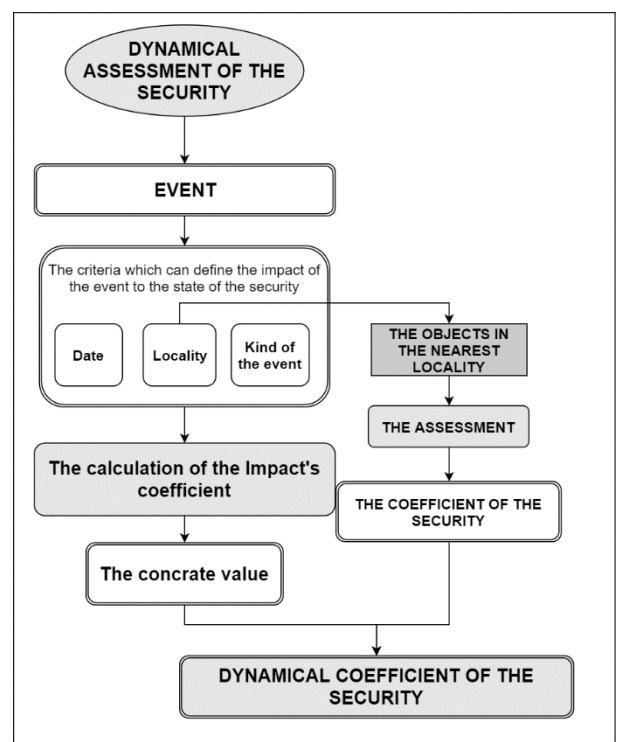 DYNAMICAL
ASSESSMENT OF THE
SECURITY
EVENT
The criteria which can define the impact of
the event to the state of the security
Date
Locality
Kind of
the event
THE OBJECTS IN
THE NEAREST
LOCALITY
THE ASSESSMENT
The calculation of the Impact's
coefficient
THE COEFFICIENT OF THE
SECURITY
The concrate value
DYNAMICAL COEFFICIENT OF THE
SECURITY